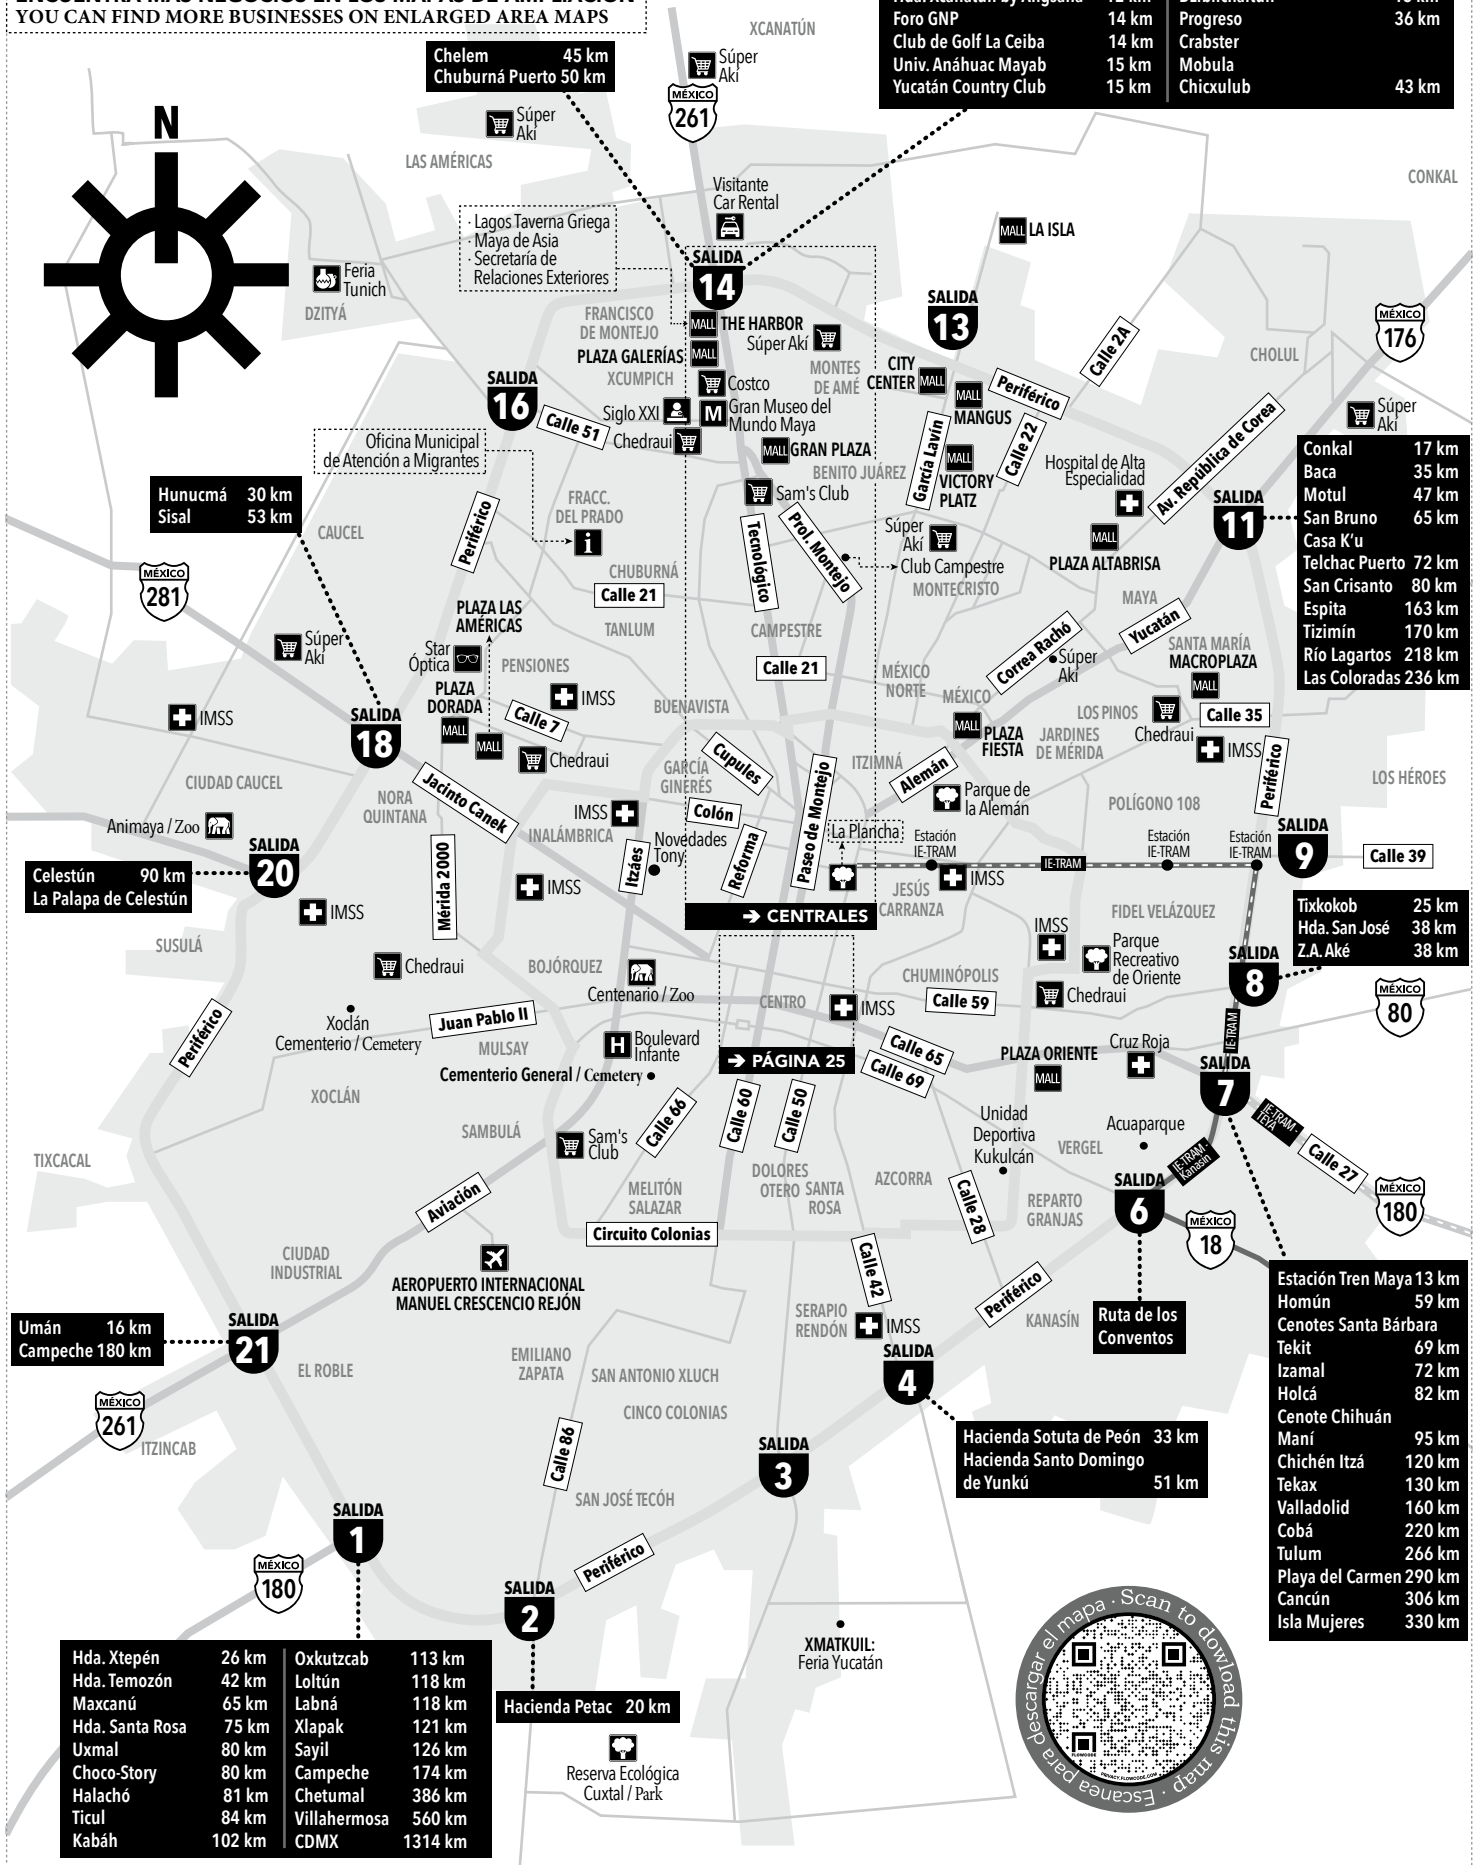 YOU CAN FIND MORE BUSINESSES ON ENLARGED AREA MAPS
Chelem 45 km
Chuburná Puerto 50 km
XCANATÚN
Súper
Akí
MÉXICO
261
Foro GNP 14 km
Club de Golf La Ceiba 14 km
Univ. Anáhuac Mayab 15 km
Yucatán Country Club 15 km
Progreso 36 km
Crabster
Mobula
Chicxulub 43 km
N
Súper
Akí
LAS AMÉRICAS
CONKAL
Visitante
Car Rental
· Lagos Taverna Griega
· Maya de Asia
· Secretaría de
Relaciones Exteriores
MALL LA ISLA
Feria
Tunich
DZITYÁ
SALIDA
14
SALIDA
13
FRANCISCO
DE MONTEJO
MALL THE HARBOR
Súper Akí
PLAZA GALERÍAS MALL
XCUMPICH
Costco
MONTES
DE AMÉ
CITY
CENTER MALL
MALL
MANGUS
Periférico
Calle 2A
MÉXICO
176
CHOLUL
SALIDA
16
Calle 51
Siglo XXI
M
Gran Museo del
Mundo Maya
Chedraui
MALL GRAN PLAZA
BENITO JUÁREZ
García Lavín
MALL
VICTORY
PLATZ
Calle 22
Hospital de Alta
Especialidad
Av. República de Corea
Súper
Akí
Oficina Municipal
de Atención a Migrantes
Hunucmá 30 km
Sisal 53 km
CAUCEL
Periférico
FRACC.
DEL PRADO
i
Sam's Club
Tecnológico
Prol. Montejo
Súper
Akí
Club Campestre
MONTECRISTO
MALL
PLAZA ALTABRISA
SALIDA
11
Conkal 17 km
Baca 35 km
Motul 47 km
San Bruno 65 km
Casa K'u
Telchac Puerto 72 km
San Crisanto 80 km
Espita 163 km
Tizimín 170 km
Río Lagartos 218 km
Las Coloradas 236 km
MÉXICO
281
CHUBURNÁ
Calle 21
TANLUM
PLAZA LAS
AMÉRICAS
Star
Óptica
PENSIONES
CAMPESTRE
Calle 21
MAYA
Yucatán
Correa Rachó
Súper
Akí
SANTA MARÍA
MACROPLAZA
MALL
Súper
Akí
IMSS
PLAZA
DORADA
MALL
MALL
Calle 7
IMSS
BUENAVISTA
MÉXICO
NORTE
MÉXICO
LOS PINOS
Chedraui
Calle 35
SALIDA
18
Chedraui
MALL PLAZA
FIESTA
JARDINES
DE MÉRIDA
IMSS
Periférico
CIUDAD CAUCEL
Jacinto Canek
GARCÍA
GINERÉS
Cupules
Paseo de Montejo
ITZIMNÁ
Alemán
Parque de
la Alemán
POLÍGONO 108
LOS HÉROES
NORA
QUINTANA
Animaya / Zoo
IMSS
INALÁMBRICA
Colón
Reforma
Itzáes
Novedades
Tony
La Plancha
Estación
IE-TRAM
IE-TRAM
Estación
IE-TRAM
Estación
IE-TRAM
SALIDA
9
Calle 39
SALIDA
20
Celestún 90 km
La Palapa de Celestún
Mérida 2000
IMSS
IMSS
JESÚS
CARRANZA
IMSS
FIDEL VELÁZQUEZ
Tixkokob 25 km
Hda. San José 38 km
Z.A. Aké 38 km
→ CENTRALES
SUSULÁ
Chedraui
BOJÓRQUEZ
Centenario / Zoo
CENTRO
IMSS
CHUMINÓPOLIS
Calle 59
IMSS
Parque
Recreativo
de Oriente
Chedraui
SALIDA
8
MÉXICO
80
Periférico
Xoclán
Cementerio / Cemetery
Juan Pablo II
MULSAY
H Boulevard
Infante
Cementerio General / Cemetery
→ PÁGINA 25
Calle 65
Calle 69
PLAZA ORIENTE
MALL
Cruz Roja
IE-TRAM
SALIDA
7
XOCLÁN
SAMBULÁ
Sam's
Club
Calle 66
Calle 60
Calle 50
Unidad
Deportiva
Kukulcán
Acuaparque
VERGEL
IE-TRAM -
TEYA
IE-TRAM -
Kanasín
Calle 27
MÉXICO
180
TIXCACAL
Aviación
MELITÓN
SALAZAR
DOLORES
OTERO
SANTA
ROSA
AZCORRA
Calle 28
REPARTO
GRANJAS
SALIDA
6
MÉXICO
18
Circuito Colonias
CIUDAD
INDUSTRIAL
AEROPUERTO INTERNACIONAL
MANUEL CRESCENCIO REJÓN
Calle 42
SERAPIO
RENDÓN
IMSS
Periférico
KANASÍN
Ruta de los
Conventos
Estación Tren Maya 13 km
Homún 59 km
Cenotes Santa Bárbara
Tekit 69 km
Izamal 72 km
Holcá 82 km
Cenote Chihuán
Maní 95 km
Chichén Itzá 120 km
Tekax 130 km
Valladolid 160 km
Cobá 220 km
Tulum 266 km
Playa del Carmen 290 km
Cancún 306 km
Isla Mujeres 330 km
Umán 16 km
Campeche 180 km
SALIDA
21
EL ROBLE
MÉXICO
261
ITZINCAB
EMILIANO
ZAPATA
SAN ANTONIO XLUCH
CINCO COLONIAS
SALIDA
4
Hacienda Sotuta de Peón 33 km
Hacienda Santo Domingo
de Yunkú 51 km
Calle 86
SALIDA
3
SAN JOSÉ TECÓH
SALIDA
1
MÉXICO
180
Periférico
SALIDA
2
XMATKUIL:
Feria Yucatán
Hacienda Petac 20 km
Reserva Ecológica
Cuxtal / Park
Hda. Xtepén 26 km
Hda. Temozón 42 km
Maxcanú 65 km
Hda. Santa Rosa 75 km
Uxmal 80 km
Choco-Story 80 km
Halachó 81 km
Ticul 84 km
Kabáh 102 km
Oxkutzcab 113 km
Loltún 118 km
Labná 118 km
Xlapak 121 km
Sayil 126 km
Campeche 174 km
Chetumal 386 km
Villahermosa 560 km
CDMX 1314 km
Escanea para descargar el mapa · Scan to dowload this map ·
FLOWCODE
PRIVACY.FLOWCODE.COM